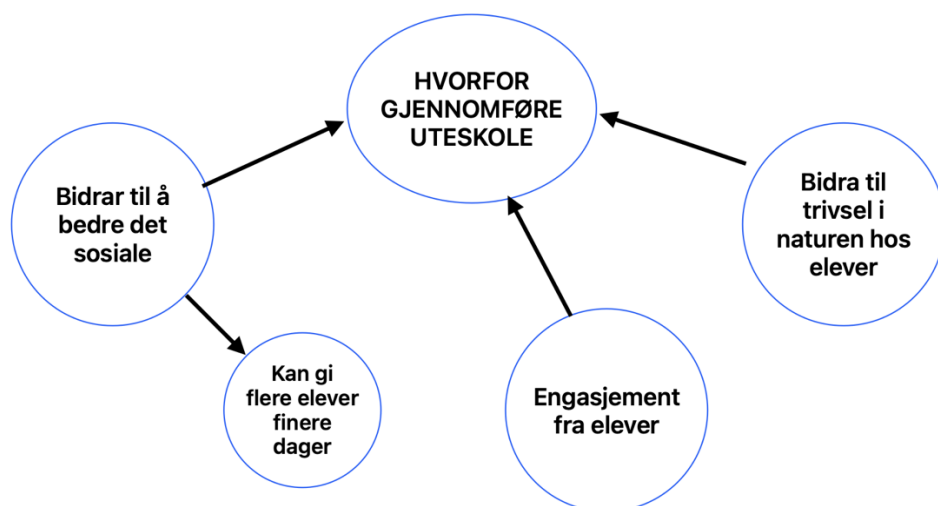 HVORFOR
GJENNOMFØRE
UTESKOLE
Bidrar til å
bedre det
sosiale
Bidra til
trivsel i
naturen hos
elever
Kan gi
flere elever
finere
dager
Engasjement
fra elever